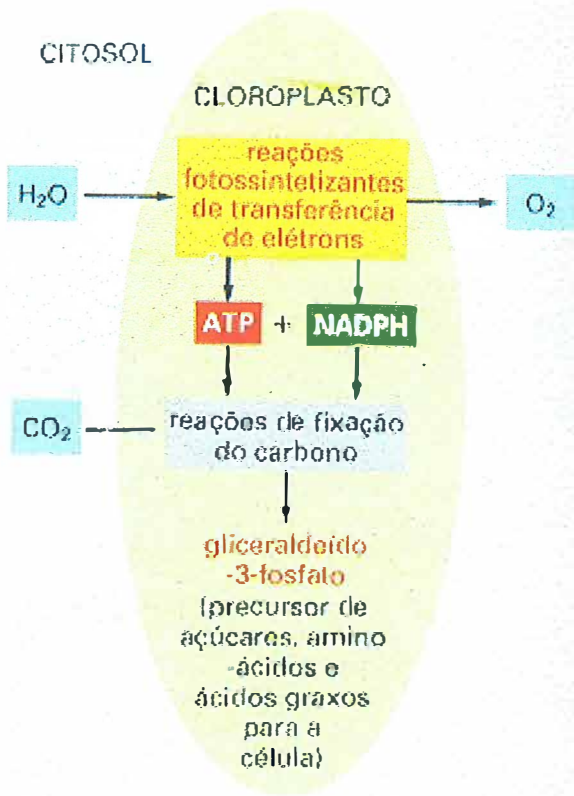 CITOSOL
CLOROPLASTO
reações
fotossintetizantes
de transferência
de elétrons
H₂O
O₂
ATP + NADPH
CO₂
reações de fixação
do carbono
gliceraldeído
-3-fosfato
(precursor de
açúcares, amino
-ácidos e
ácidos graxos
para a
célula)